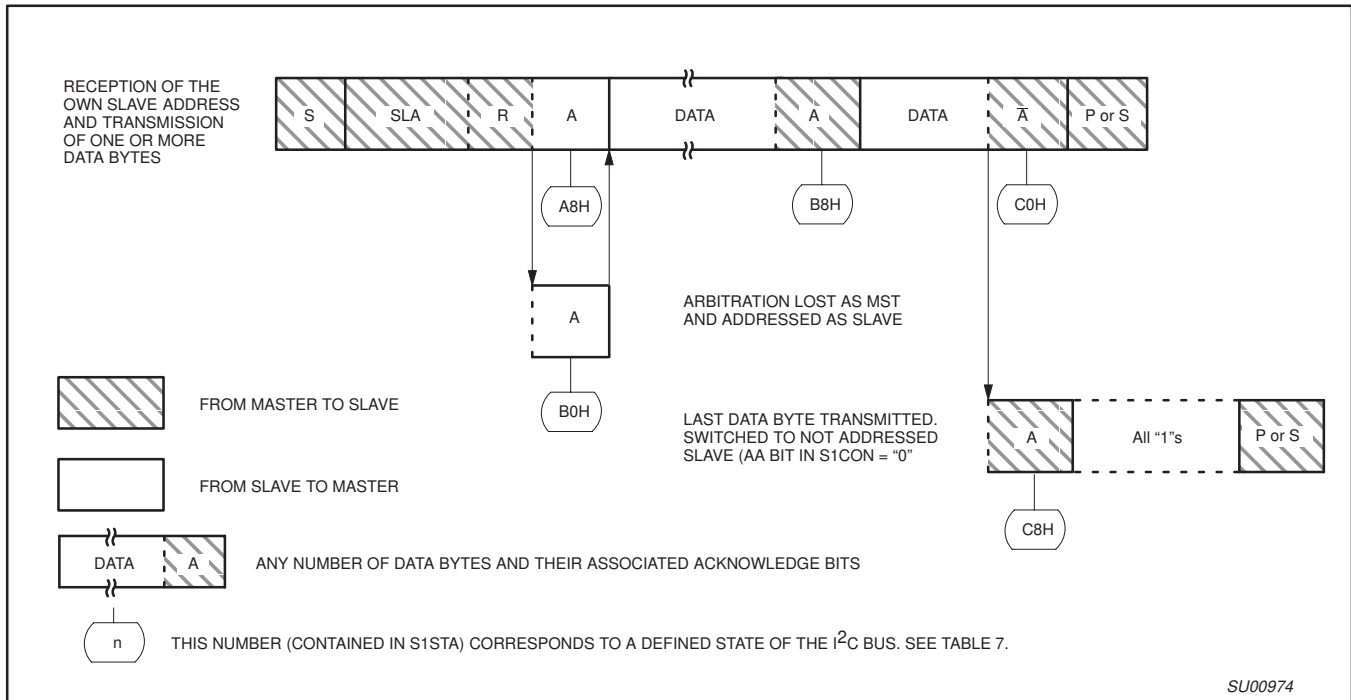 RECEPTION OF THE
OWN SLAVE ADDRESS
AND TRANSMISSION
OF ONE OR MORE
DATA BYTES
S SLA R A DATA A DATA A̅ P or S
A8H B8H C0H
A
ARBITRATION LOST AS MST
AND ADDRESSED AS SLAVE
B0H
FROM MASTER TO SLAVE
LAST DATA BYTE TRANSMITTED.
SWITCHED TO NOT ADDRESSED
SLAVE (AA BIT IN S1CON = “0”
A All “1”s P or S
C8H
FROM SLAVE TO MASTER
DATA A ANY NUMBER OF DATA BYTES AND THEIR ASSOCIATED ACKNOWLEDGE BITS
n THIS NUMBER (CONTAINED IN S1STA) CORRESPONDS TO A DEFINED STATE OF THE I²C BUS. SEE TABLE 7.
SU00974